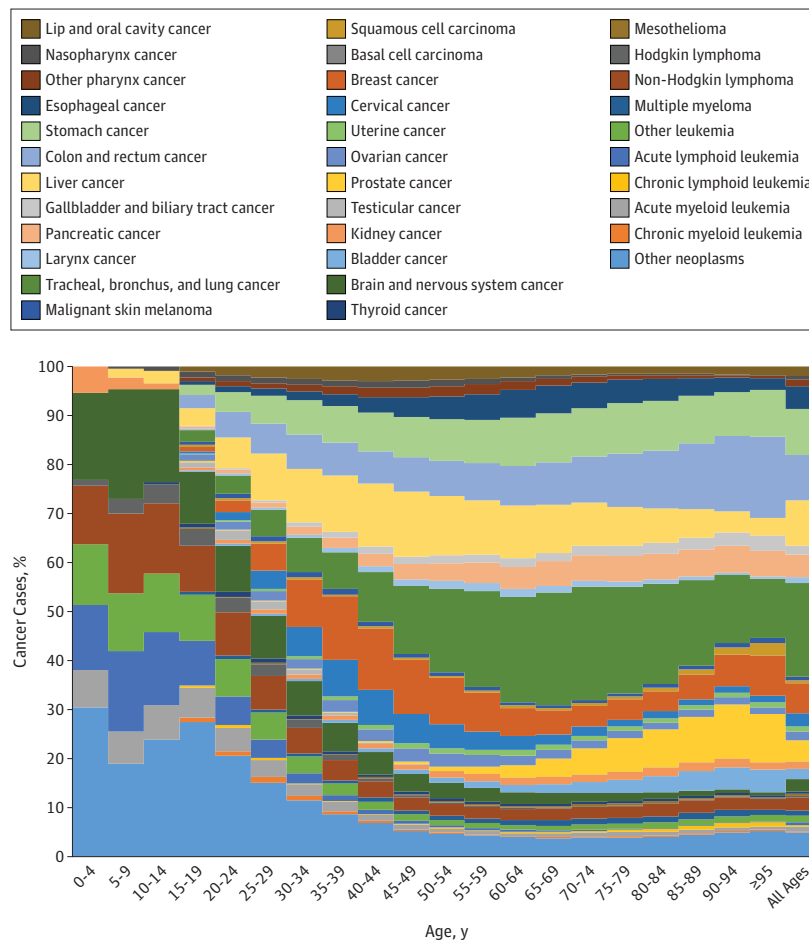 Lip and oral cavity cancer
Nasopharynx cancer
Other pharynx cancer
Esophageal cancer
Stomach cancer
Colon and rectum cancer
Liver cancer
Gallbladder and biliary tract cancer
Pancreatic cancer
Larynx cancer
Tracheal, bronchus, and lung cancer
Malignant skin melanoma
Squamous cell carcinoma
Basal cell carcinoma
Breast cancer
Cervical cancer
Uterine cancer
Ovarian cancer
Prostate cancer
Testicular cancer
Kidney cancer
Bladder cancer
Brain and nervous system cancer
Thyroid cancer
Mesothelioma
Hodgkin lymphoma
Non-Hodgkin lymphoma
Multiple myeloma
Other leukemia
Acute lymphoid leukemia
Chronic lymphoid leukemia
Acute myeloid leukemia
Chronic myeloid leukemia
Other neoplasms
Cancer Cases, %
100
90
80
70
60
50
40
30
20
10
0
0-4
5-9
10-14
15-19
20-24
25-29
30-34
35-39
40-44
45-49
50-54
55-59
60-64
65-69
70-74
75-79
80-84
85-89
90-94
≥95
All Ages
Age, y